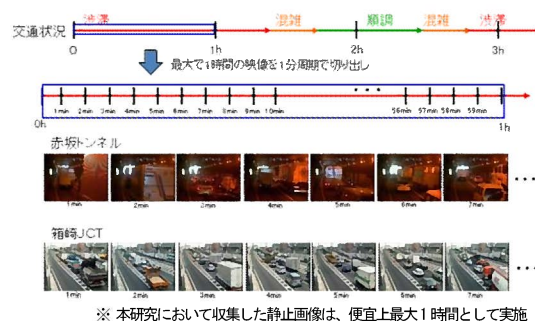 交通状況 渋滞 混雑 順調 混雑 渋滞
0 1h 2h 3h
最大で1時間の映像を1分周期で切り出し
• • •
1min 2min 3min 4min 5min 6min 7min 8min 9min 10min 56min 57min 58min 59min
0h 1h
赤坂トンネル
1min 2min 3min 4min 5min 6min 7min
• • •
箱崎JCT
1min 2min 3min 4min 5min 6min 7min
• • •
※ 本研究において収集した静止画像は、便宜上最大1時間として実施